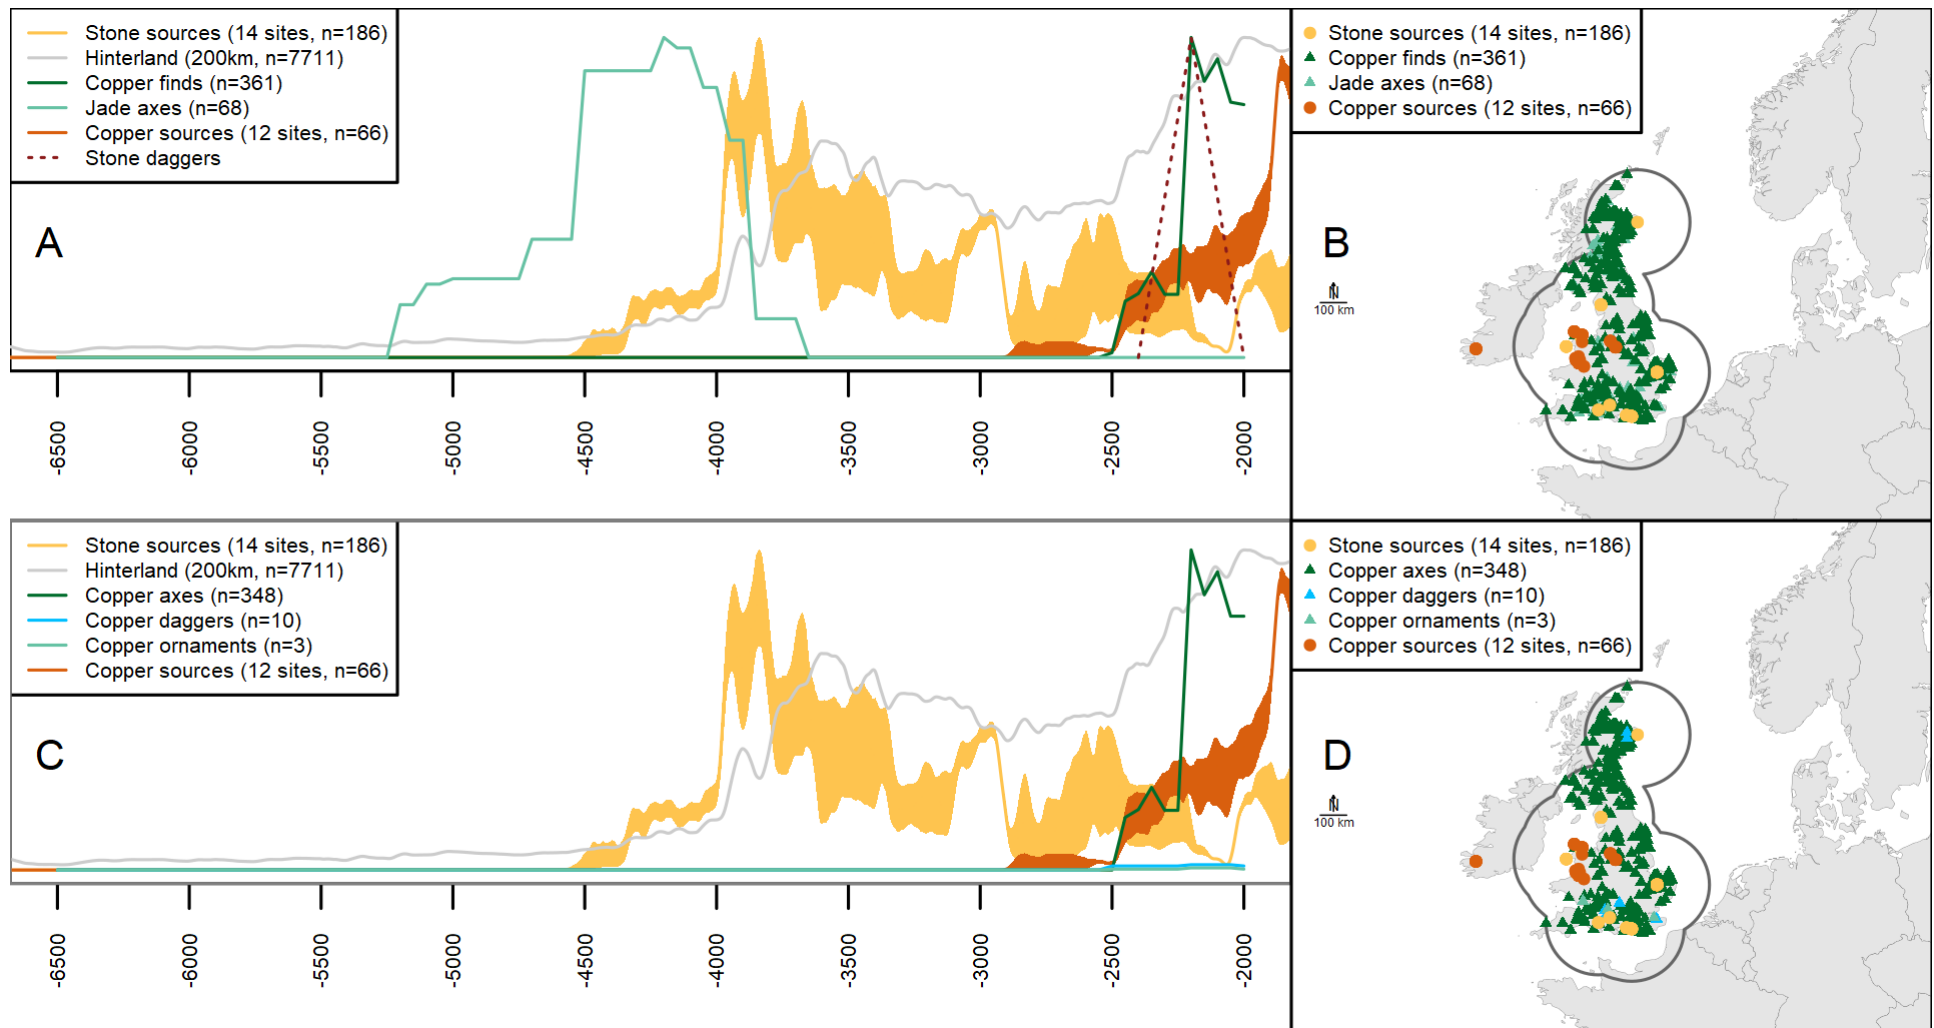 Stone sources (14 sites, n=186)
Hinterland (200km, n=7711)
Copper finds (n=361)
Jade axes (n=68)
Copper sources (12 sites, n=66)
Stone daggers
A
-6500
-6000
-5500
-5000
-4500
-4000
-3500
-3000
-2500
-2000
Stone sources (14 sites, n=186)
Copper finds (n=361)
Jade axes (n=68)
Copper sources (12 sites, n=66)
B
N
100 km
Stone sources (14 sites, n=186)
Hinterland (200km, n=7711)
Copper axes (n=348)
Copper daggers (n=10)
Copper ornaments (n=3)
Copper sources (12 sites, n=66)
C
-6500
-6000
-5500
-5000
-4500
-4000
-3500
-3000
-2500
-2000
Stone sources (14 sites, n=186)
Copper axes (n=348)
Copper daggers (n=10)
Copper ornaments (n=3)
Copper sources (12 sites, n=66)
D
N
100 km